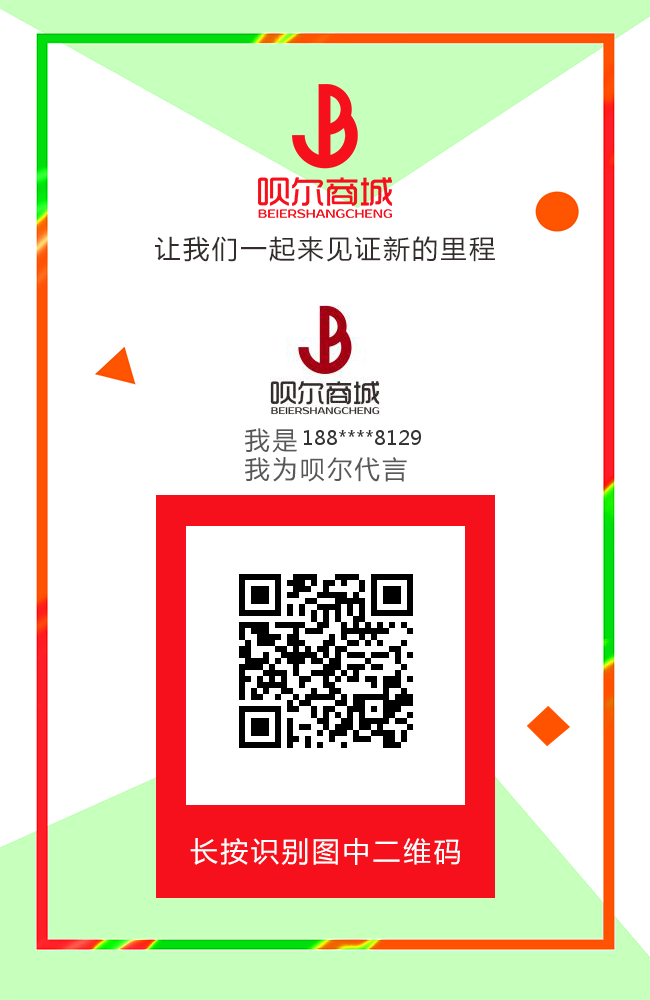 呗尔商城
BEIERSHANGCHENG
让我们一起来见证新的里程
呗尔商城
BEIERSHANGCHENG
我是 188****8129
我为呗尔代言
长按识别图中二维码